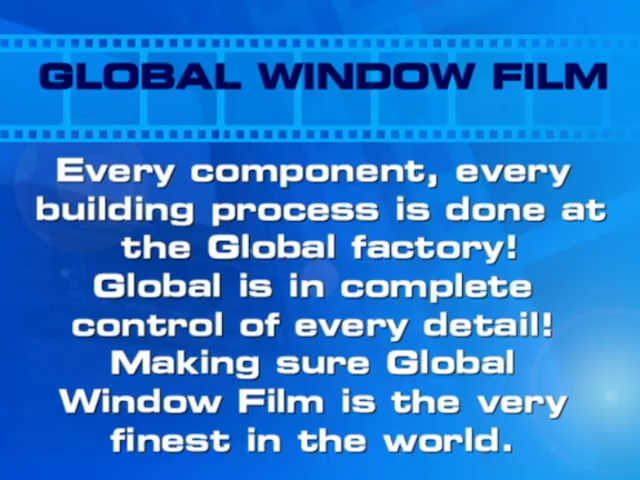 GLOBAL WINDOW FILM
Every component, every
building process is done at
the Global factory!
Global is in complete
control of every detail!
Making sure Global
Window Film is the very
finest in the world.